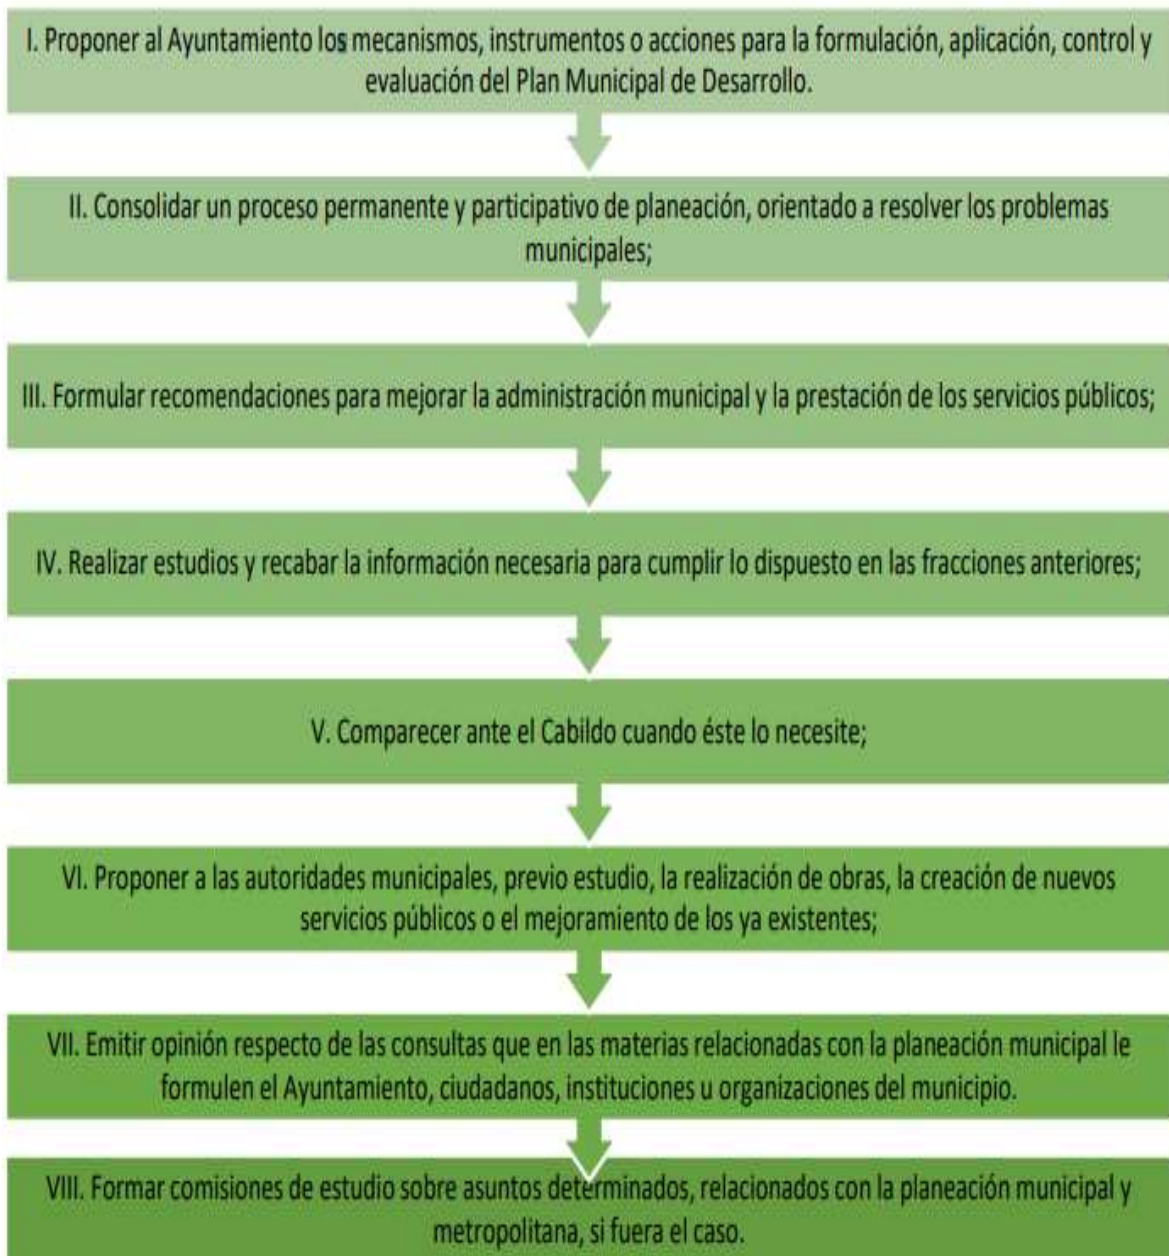 I. Proponer al Ayuntamiento los mecanismos, instrumentos o acciones para la formulación, aplicación, control y
evaluación del Plan Municipal de Desarrollo.
II. Consolidar un proceso permanente y participativo de planeación, orientado a resolver los problemas
municipales;
III. Formular recomendaciones para mejorar la administración municipal y la prestación de los servicios públicos;
IV. Realizar estudios y recabar la información necesaria para cumplir lo dispuesto en las fracciones anteriores;
V. Comparecer ante el Cabildo cuando éste lo necesite;
VI. Proponer a las autoridades municipales, previo estudio, la realización de obras, la creación de nuevos
servicios públicos o el mejoramiento de los ya existentes;
VII. Emitir opinión respecto de las consultas que en las materias relacionadas con la planeación municipal le
formulen el Ayuntamiento, ciudadanos, instituciones u organizaciones del municipio.
VIII. Formar comisiones de estudio sobre asuntos determinados, relacionados con la planeación municipal y
metropolitana, si fuera el caso.